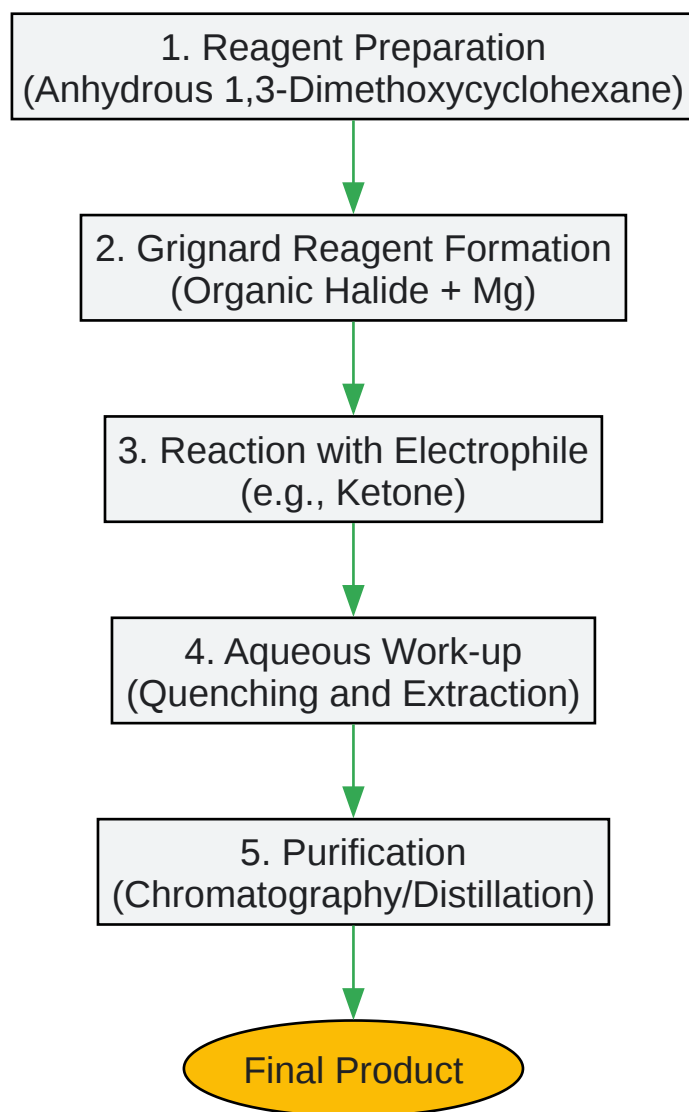 1. Reagent Preparation
(Anhydrous 1,3-Dimethoxycyclohexane)
2. Grignard Reagent Formation
(Organic Halide + Mg)
3. Reaction with Electrophile
(e.g., Ketone)
4. Aqueous Work-up
(Quenching and Extraction)
5. Purification
(Chromatography/Distillation)
Final Product